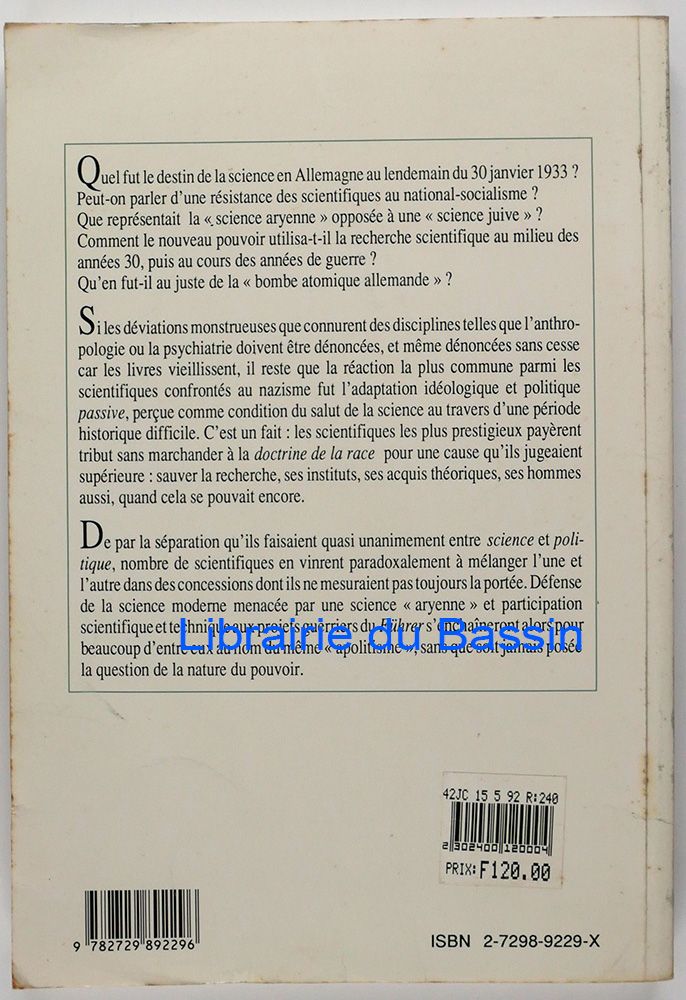 Quel fut le destin de la science en Allemagne au lendemain du 30 janvier 1933 ?
Peut-on parler d'une résistance des scientifiques au national-socialisme ?
Que représentait la « science aryenne » opposée à une « science juive » ?
Comment le nouveau pouvoir utilisa-t-il la recherche scientifique au milieu des
années 30, puis au cours des années de guerre ?
Qu'en fut-il au juste de la « bombe atomique allemande » ?
Si les déviations monstrueuses que connurent des disciplines telles que l'anthro-
pologie ou la psychiatrie doivent être dénoncées, et même dénoncées sans cesse
car les livres vieillissent, il reste que la réaction la plus commune parmi les
scientifiques confrontés au nazisme fut l'adaptation idéologique et politique
passive, perçue comme condition du salut de la science au travers d'une période
historique difficile. C'est un fait : les scientifiques les plus prestigieux payèrent
tribut sans marchander à la doctrine de la race pour une cause qu'ils jugeaient
supérieure : sauver la recherche, ses instituts, ses acquis théoriques, ses hommes
aussi, quand cela se pouvait encore.
De par la séparation qu'ils faisaient quasi unanimement entre science et poli-
tique, nombre de scientifiques en vinrent paradoxalement à mélanger l'une et
l'autre dans des concessions dont ils ne mesuraient pas toujours la portée. Défense
de la science moderne menacée par une science « aryenne » et participation
scientifique et technique aux projets guerriers du Führer s'enchaîneront alors pour
beaucoup d'entre eux au nom du même « apolitisme », sans que soit jamais posée
la question de la nature du pouvoir.
Librairie du Bassin
42JC 15 5 92 R:240
2 302400 120004
PRIX: F120.00
9 782729 892296
ISBN 2-7298-9229-X